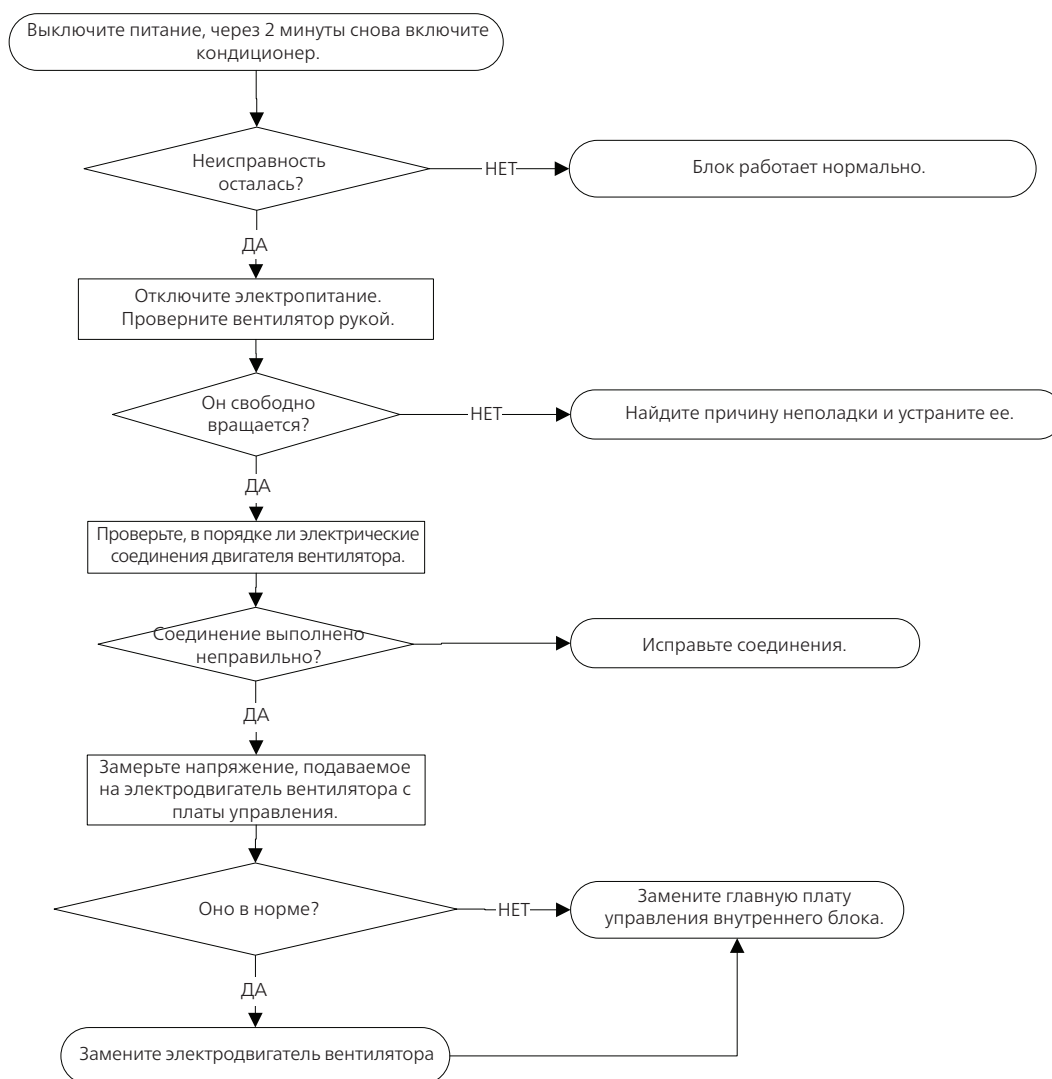 Выключите питание, через 2 минуты снова включите
кондиционер.
Неисправность
осталась?
НЕТ
Блок работает нормально.
ДА
Отключите электропитание.
Проверните вентилятор рукой.
Он свободно
вращается?
НЕТ
Найдите причину неполадки и устраните ее.
ДА
Проверьте, в порядке ли электрические
соединения двигателя вентилятора.
Соединение выполнено
неправильно?
Исправьте соединения.
ДА
Замерьте напряжение, подаваемое
на электродвигатель вентилятора с
платы управления.
Оно в норме?
НЕТ
Замените главную плату
управления внутреннего блока.
ДА
Замените электродвигатель вентилятора